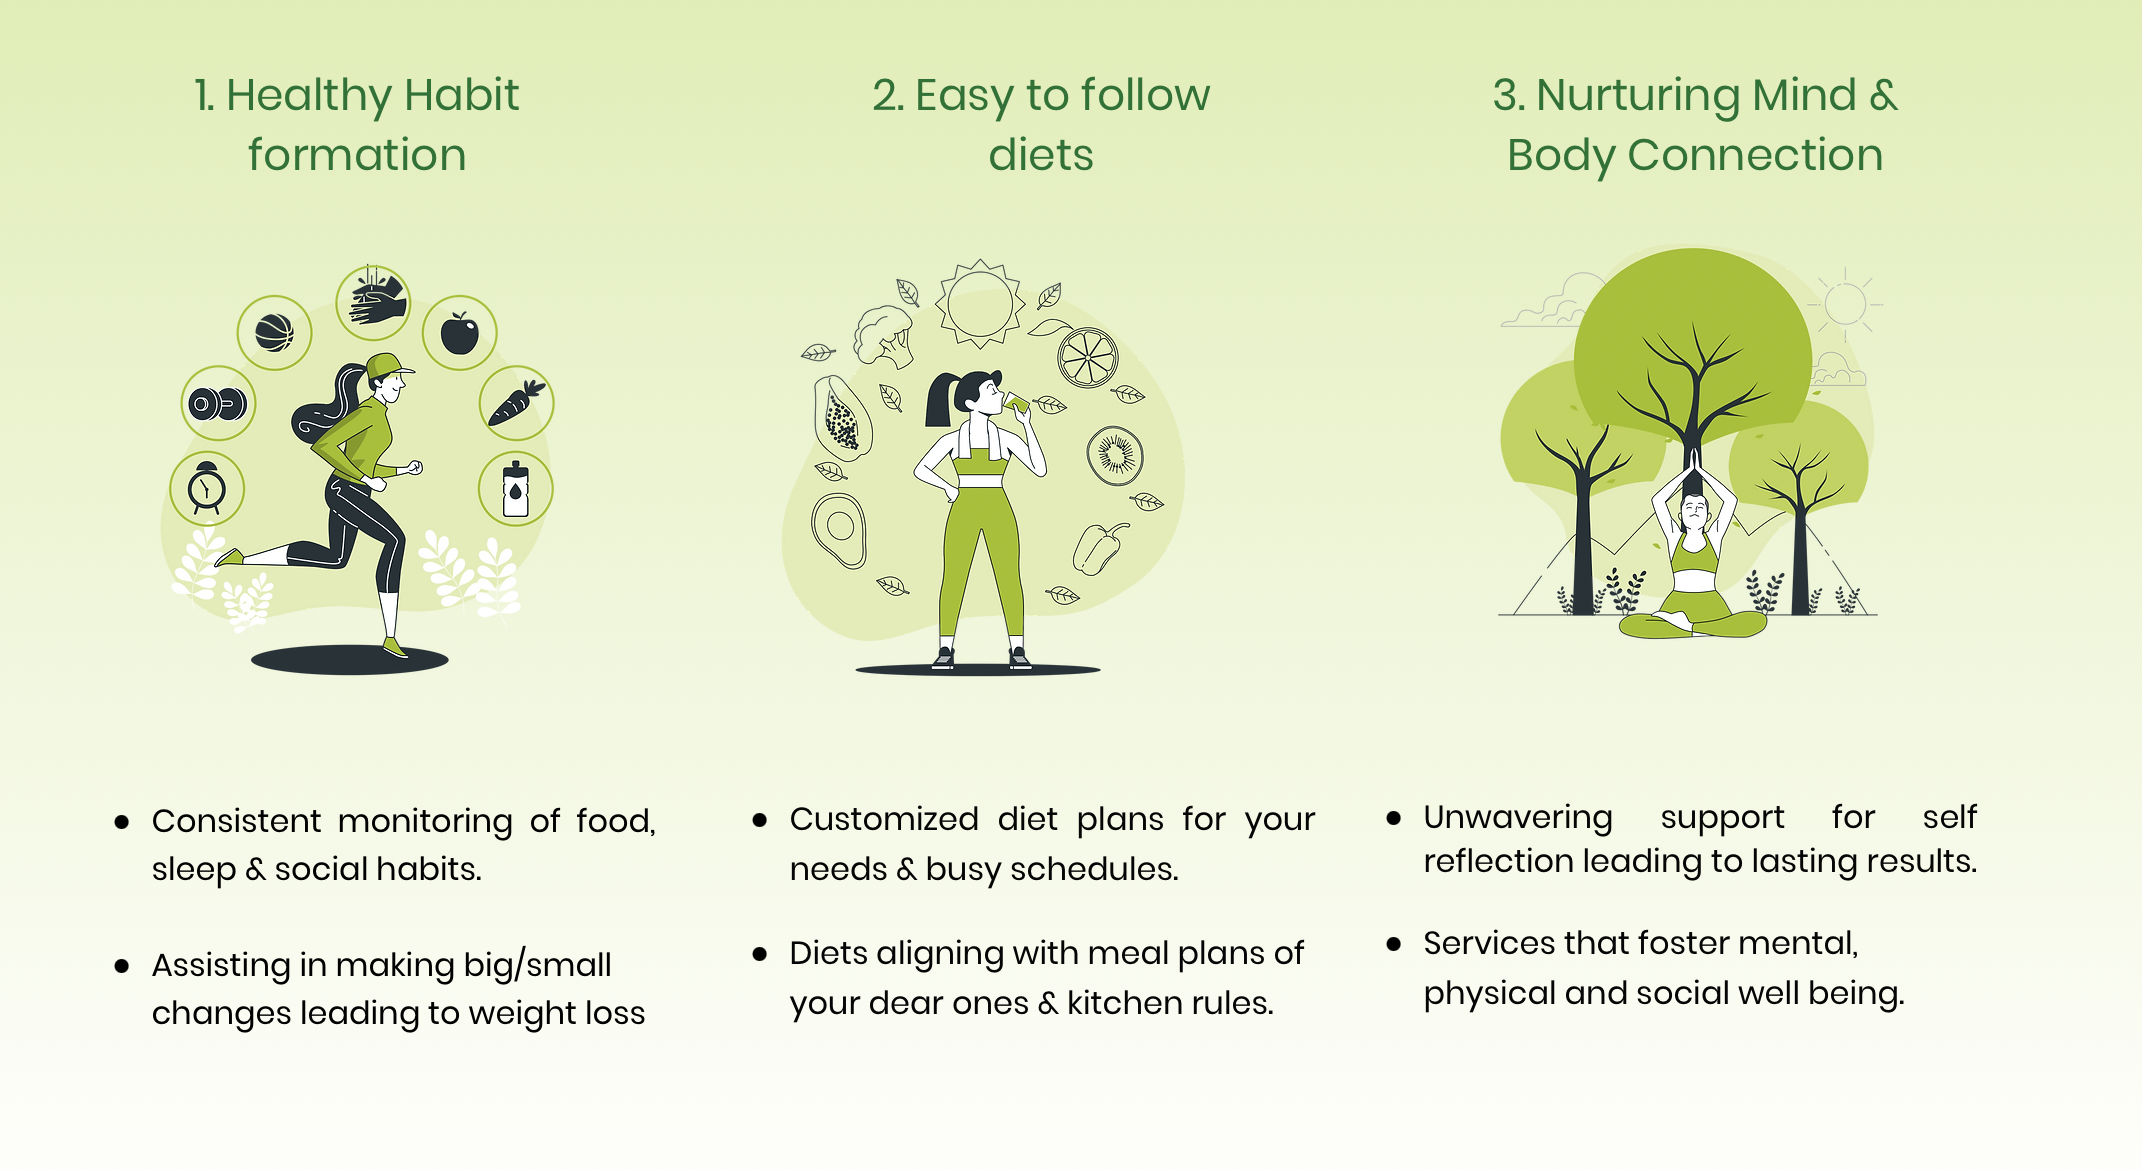 1. Healthy Habit
formation
2. Easy to follow
diets
3. Nurturing Mind &
Body Connection
● Consistent monitoring of food,
sleep & social habits.
● Assisting in making big/small
changes leading to weight loss
● Customized diet plans for your
needs & busy schedules.
● Diets aligning with meal plans of
your dear ones & kitchen rules.
● Unwavering support for self
reflection leading to lasting results.
● Services that foster mental,
physical and social well being.